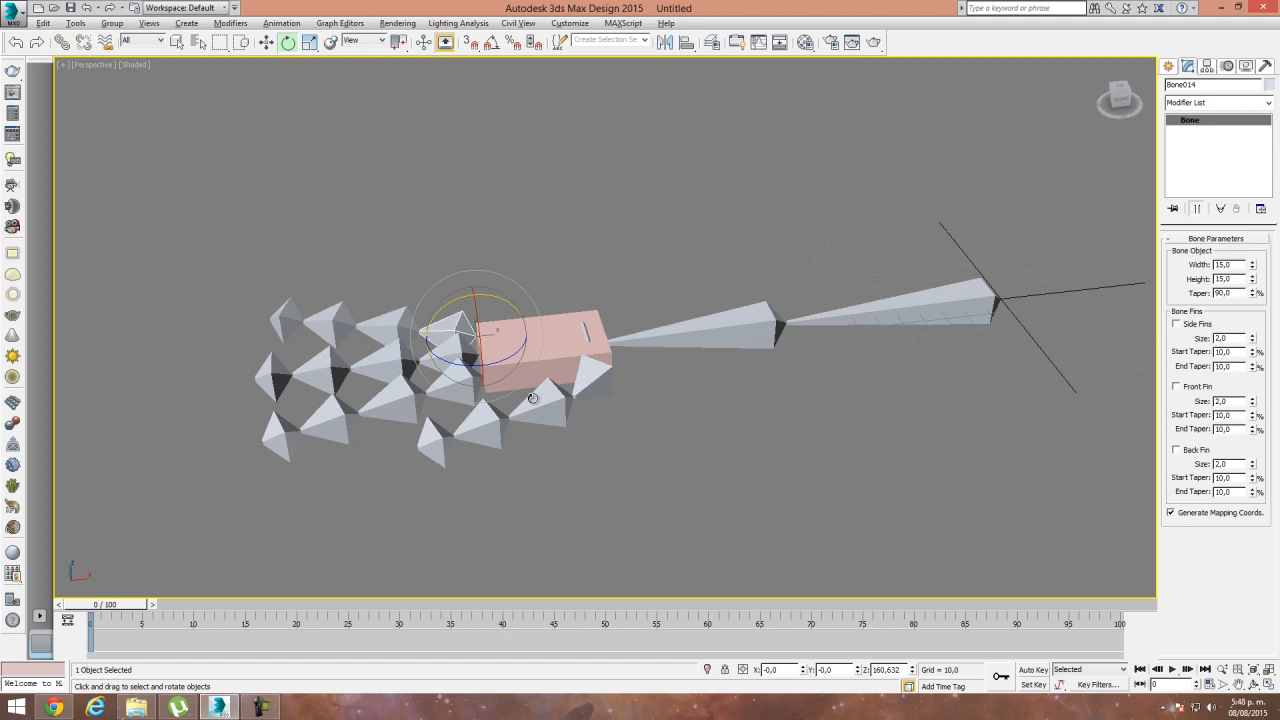 MXD
Workspace: Default
Autodesk 3ds Max Design 2015 Untitled
Type a keyword or phrase
Edit Tools Group Views Create Modifiers Animation Graph Editors Rendering Lighting Analysis Civil View Customize MAXScript Help
All
View
Create Selection Se
[+] [Perspective] [Shaded]
Bone014
Modifier List
Bone
Bone Parameters
Bone Object
Width: 15,0
Height: 15,0
Taper: 90,0 %
Bone Fins
Side Fins
Size: 2,0
Start Taper: 10,0 %
End Taper: 10,0 %
Front Fin
Size: 2,0
Start Taper: 10,0 %
End Taper: 10,0 %
Back Fin
Size: 2,0
Start Taper: 10,0 %
End Taper: 10,0 %
Generate Mapping Coords.
z
x
x
< 0 / 100 >
0 5 10 15 20 25 30 35 40 45 50 55 60 65 70 75 80 85 90 95 100
1 Object Selected X: -0,0 Y: -0,0 Z: 160,632 Grid = 10,0 Auto Key Selected
Welcome to M Click and drag to select and rotate objects Add Time Tag Set Key Key Filters... 0
5:48 p. m.
08/08/2015